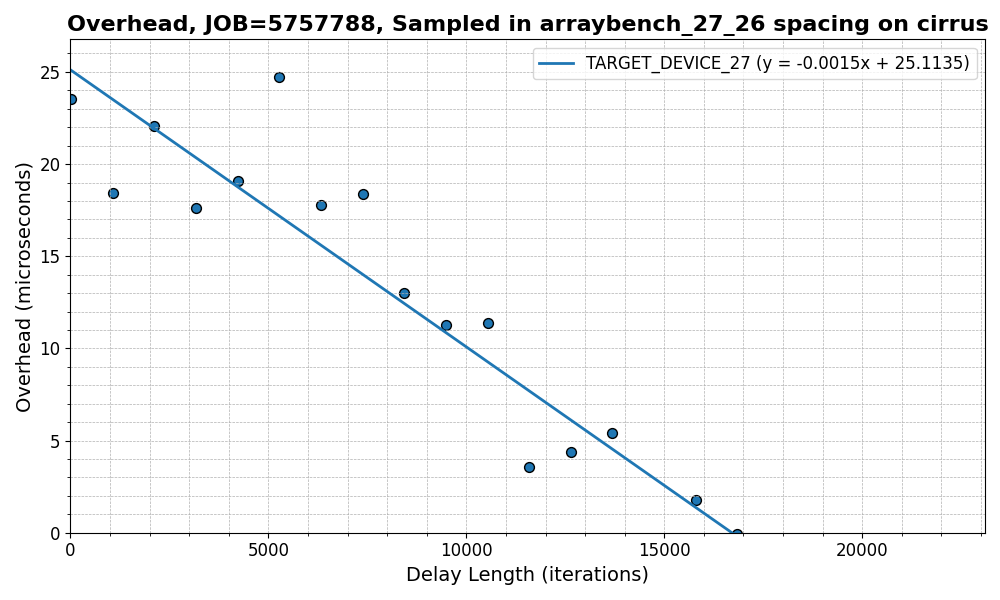 Overhead, JOB=5757788, Sampled in arraybench_27_26 spacing on cirrus
TARGET_DEVICE_27 (y = -0.0015x + 25.1135)
Overhead (microseconds)
25
20
15
10
5
0
0 5000 10000 15000 20000
Delay Length (iterations)